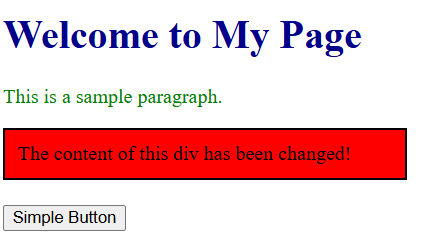 Welcome to My Page
This is a sample paragraph.
The content of this div has been changed!
Simple Button